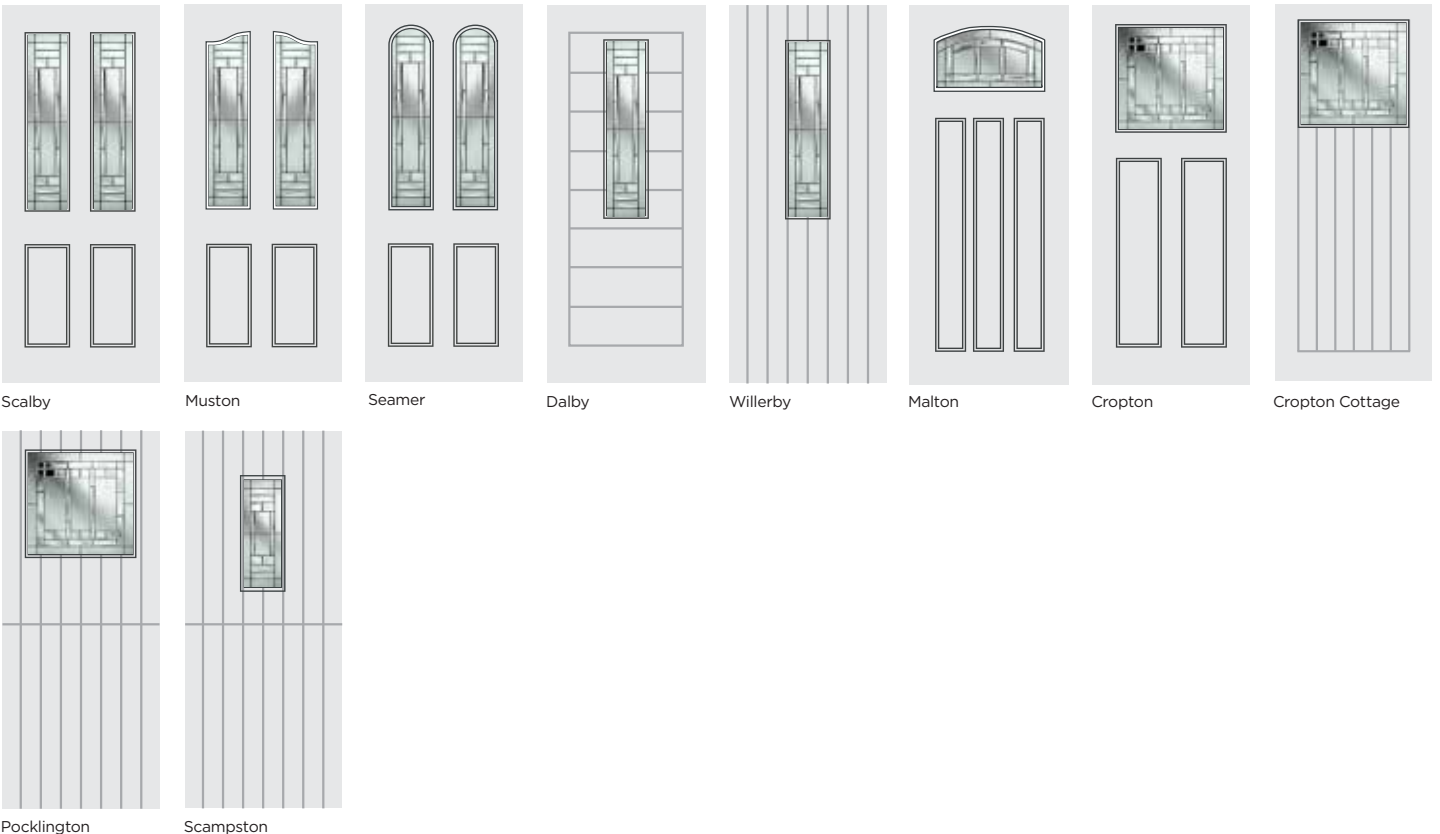 Scalby
Muston
Seamer
Dalby
Willerby
Malton
Cropton
Cropton Cottage
Pocklington
Scampston